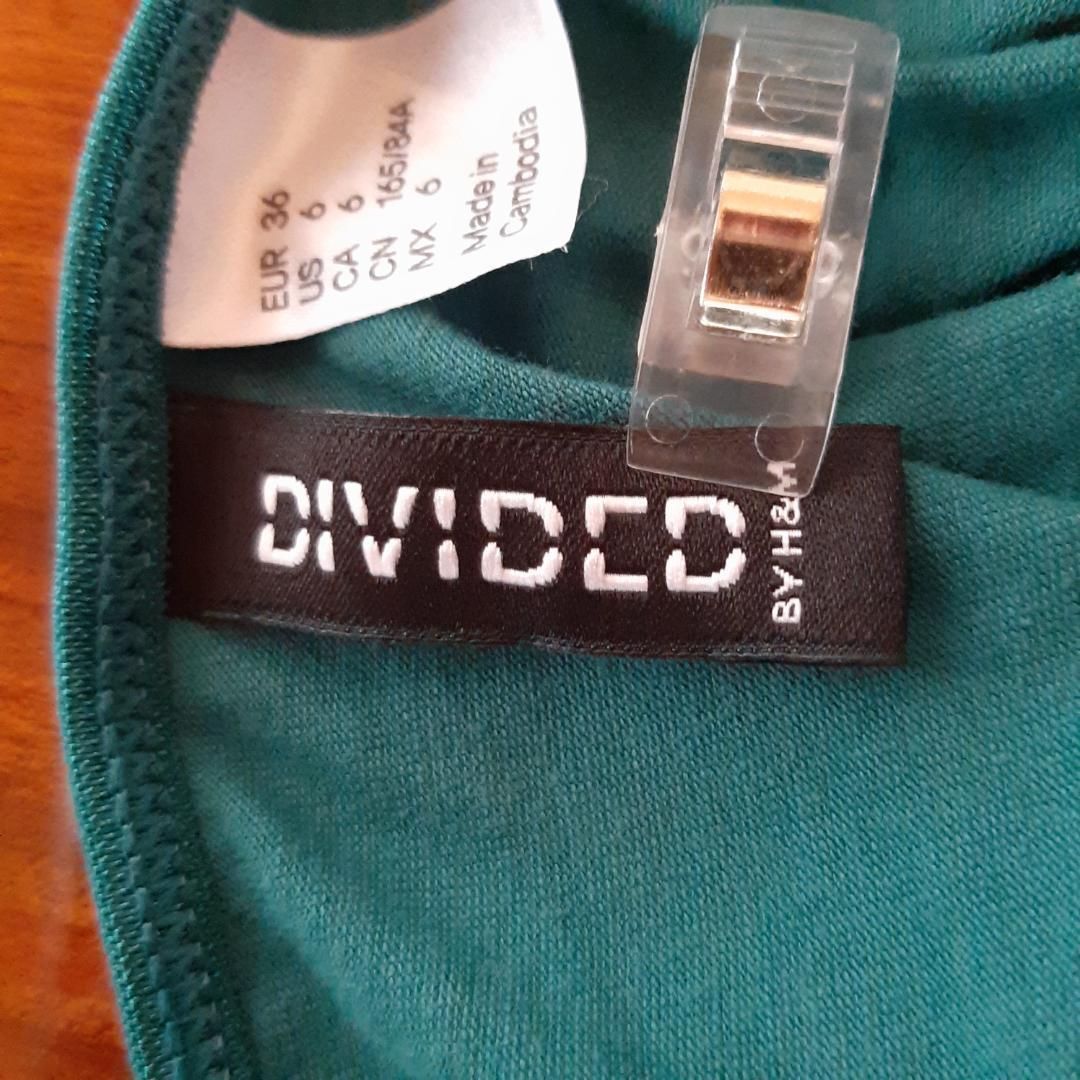 EUR 36
US 6
CA 6
CN 165/84A
MX 6
Made in
Cambodia
DIVIDED
BY H&M